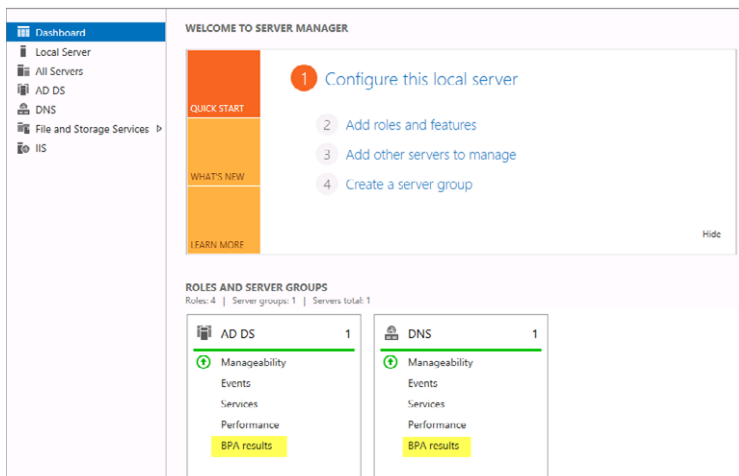 Dashboard
Local Server
All Servers
AD DS
DNS
File and Storage Services
IIS
WELCOME TO SERVER MANAGER
QUICK START
WHAT'S NEW
LEARN MORE
1 Configure this local server
2 Add roles and features
3 Add other servers to manage
4 Create a server group
Hide
ROLES AND SERVER GROUPS
Roles: 4 | Server groups: 1 | Servers total: 1
AD DS 1
Manageability
Events
Services
Performance
BPA results
DNS 1
Manageability
Events
Services
Performance
BPA results